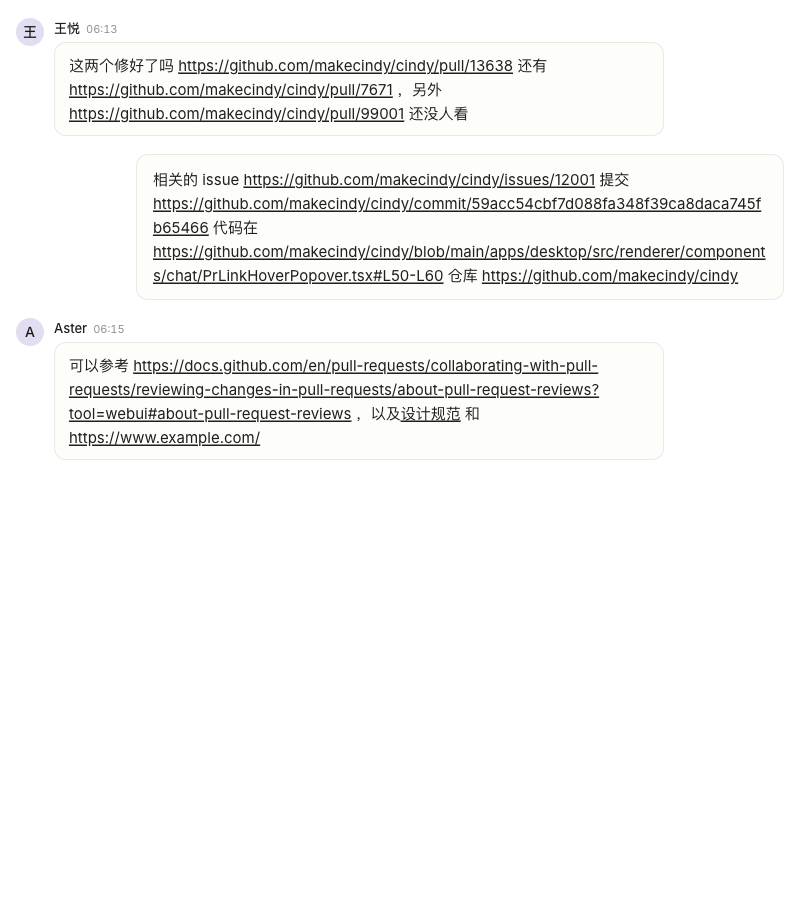 王
王悦 06:13
这两个修好了吗 https://github.com/makecindy/cindy/pull/13638 还有
https://github.com/makecindy/cindy/pull/7671 ，另外
https://github.com/makecindy/cindy/pull/99001 还没人看
相关的 issue https://github.com/makecindy/cindy/issues/12001 提交
https://github.com/makecindy/cindy/commit/59acc54cbf7d088fa348f39ca8daca745f
b65466 代码在
https://github.com/makecindy/cindy/blob/main/apps/desktop/src/renderer/component
s/chat/PrLinkHoverPopover.tsx#L50-L60 仓库 https://github.com/makecindy/cindy
A
Aster 06:15
可以参考 https://docs.github.com/en/pull-requests/collaborating-with-pull-
requests/reviewing-changes-in-pull-requests/about-pull-request-reviews?
tool=webui#about-pull-request-reviews ，以及设计规范 和
https://www.example.com/